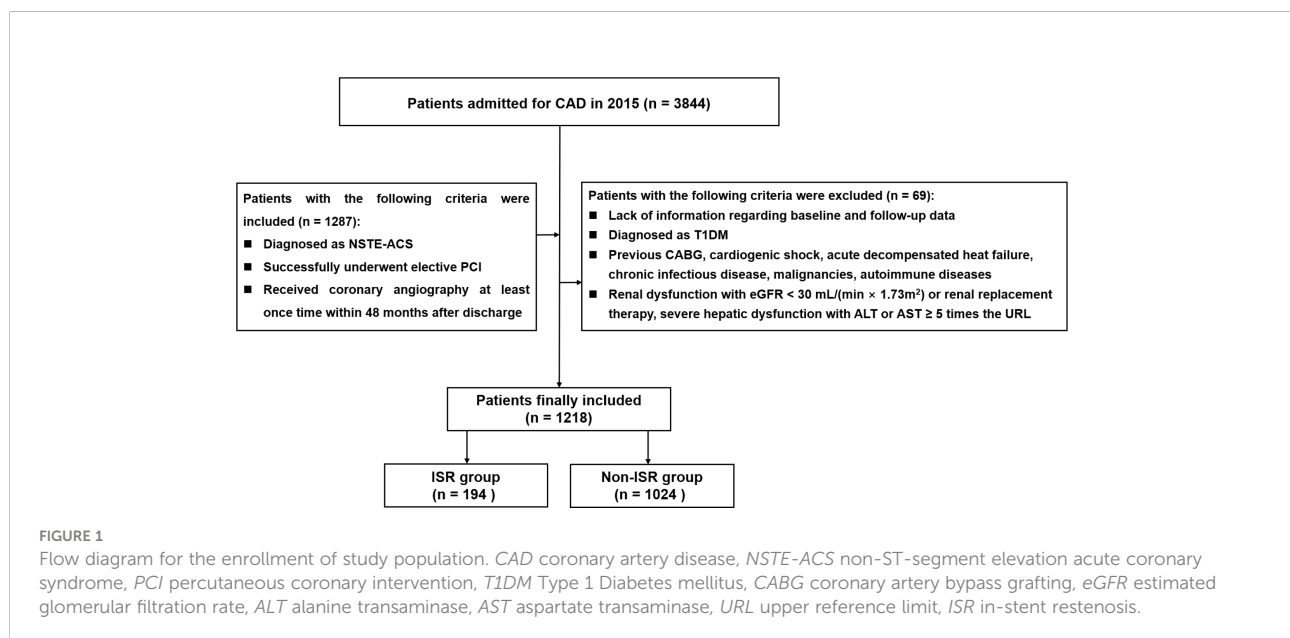 Patients admitted for CAD in 2015 (n = 3844)
Patients with the following criteria were
included (n = 1287):
■ Diagnosed as NSTE-ACS
■ Successfully underwent elective PCI
■ Received coronary angiography at least
once time within 48 months after discharge
Patients with the following criteria were excluded (n = 69):
■ Lack of information regarding baseline and follow-up data
■ Diagnosed as T1DM
■ Previous CABG, cardiogenic shock, acute decompensated heat failure,
chronic infectious disease, malignancies, autoimmune diseases
■ Renal dysfunction with eGFR < 30 mL/(min × 1.73m²) or renal replacement
therapy, severe hepatic dysfunction with ALT or AST ≥ 5 times the URL
Patients finally included
(n = 1218)
ISR group
(n = 194 )
Non-ISR group
(n = 1024 )
FIGURE 1
Flow diagram for the enrollment of study population. CAD coronary artery disease, NSTE-ACS non-ST-segment elevation acute coronary
syndrome, PCI percutaneous coronary intervention, T1DM Type 1 Diabetes mellitus, CABG coronary artery bypass grafting, eGFR estimated
glomerular filtration rate, ALT alanine transaminase, AST aspartate transaminase, URL upper reference limit, ISR in-stent restenosis.